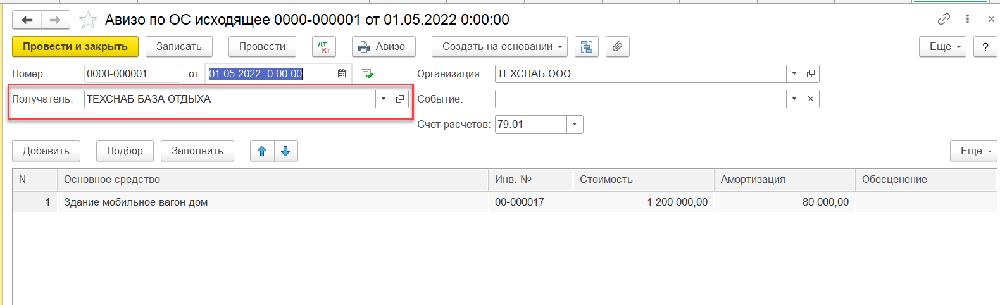 Авизо по ОС исходящее 0000-000001 от 01.05.2022 0:00:00
Провести и закрыть Записать Провести Дт Кт Авизо Создать на основании Еще ?
Номер: 0000-000001 от: 01.05.2022 0:00:00 Организация: ТЕХСНАБ ООО
Получатель: ТЕХСНАБ БАЗА ОТДЫХА Событие:
Счет расчетов: 79.01
Добавить Подбор Заполнить Еще
N Основное средство Инв. № Стоимость Амортизация Обесценение
1 Здание мобильное вагон дом 00-000017 1 200 000,00 80 000,00